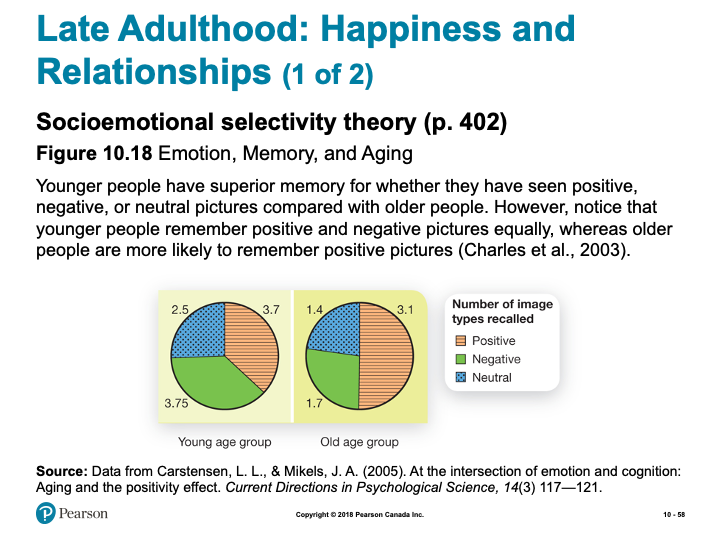 Late Adulthood: Happiness and
Relationships (1 of 2)
Socioemotional selectivity theory (p. 402)
Figure 10.18 Emotion, Memory, and Aging
Younger people have superior memory for whether they have seen positive,
negative, or neutral pictures compared with older people. However, notice that
younger people remember positive and negative pictures equally, whereas older
people are more likely to remember positive pictures (Charles et al., 2003).
2.5
3.7
3.75
Young age group
1.4
3.1
1.7
Old age group
Number of image
types recalled
Positive
Negative
Neutral
Source: Data from Carstensen, L. L., & Mikels, J. A. (2005). At the intersection of emotion and cognition:
Aging and the positivity effect. Current Directions in Psychological Science, 14(3) 117—121.
P Pearson
Copyright © 2018 Pearson Canada Inc.
10 - 58